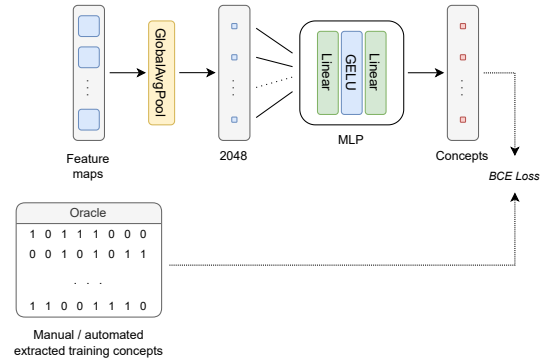 GlobalAvgPool
Linear
GELU
Linear
. . .
. . .
. . .
Feature
maps
2048
MLP
Concepts
BCE Loss
Oracle
1 0 1 1 1 0 0 0
0 0 1 0 1 0 1 1
. . .
1 1 0 0 1 1 1 0
Manual / automated
extracted training concepts